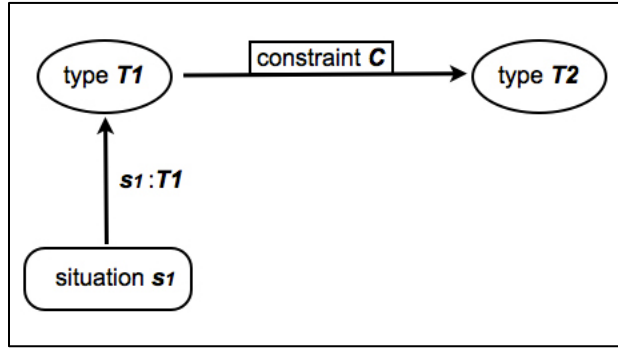 constraint C
type T1
type T2
s1 : T1
situation s1